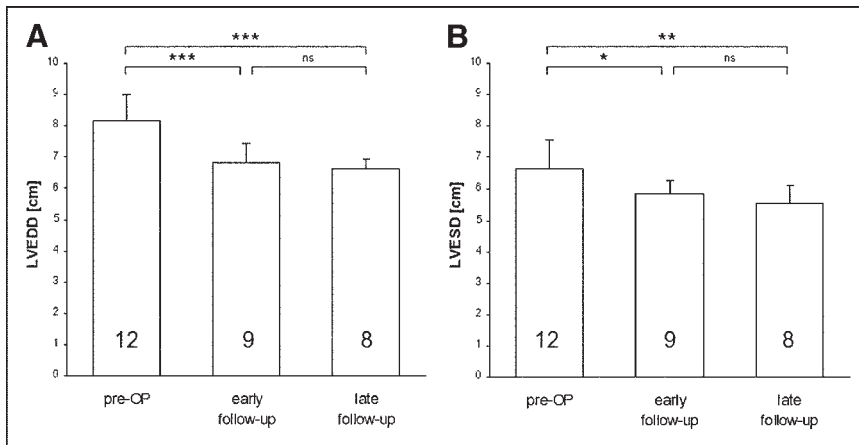 A
***
***
ns
10
9
8
7
6
5
4
3
2
1
0
LVEDD [cm]
12
9
8
pre-OP
early
follow-up
late
follow-up
B
**
*
ns
10
9
8
7
6
5
4
3
2
1
0
LVESD [cm]
12
9
8
pre-OP
early
follow-up
late
follow-up